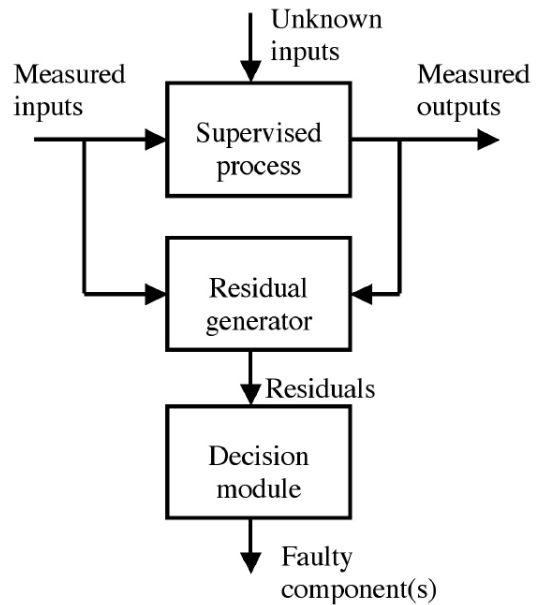 Unknown
inputs
Measured
inputs
Measured
outputs
Supervised
process
Residual
generator
Residuals
Decision
module
Faulty
component(s)